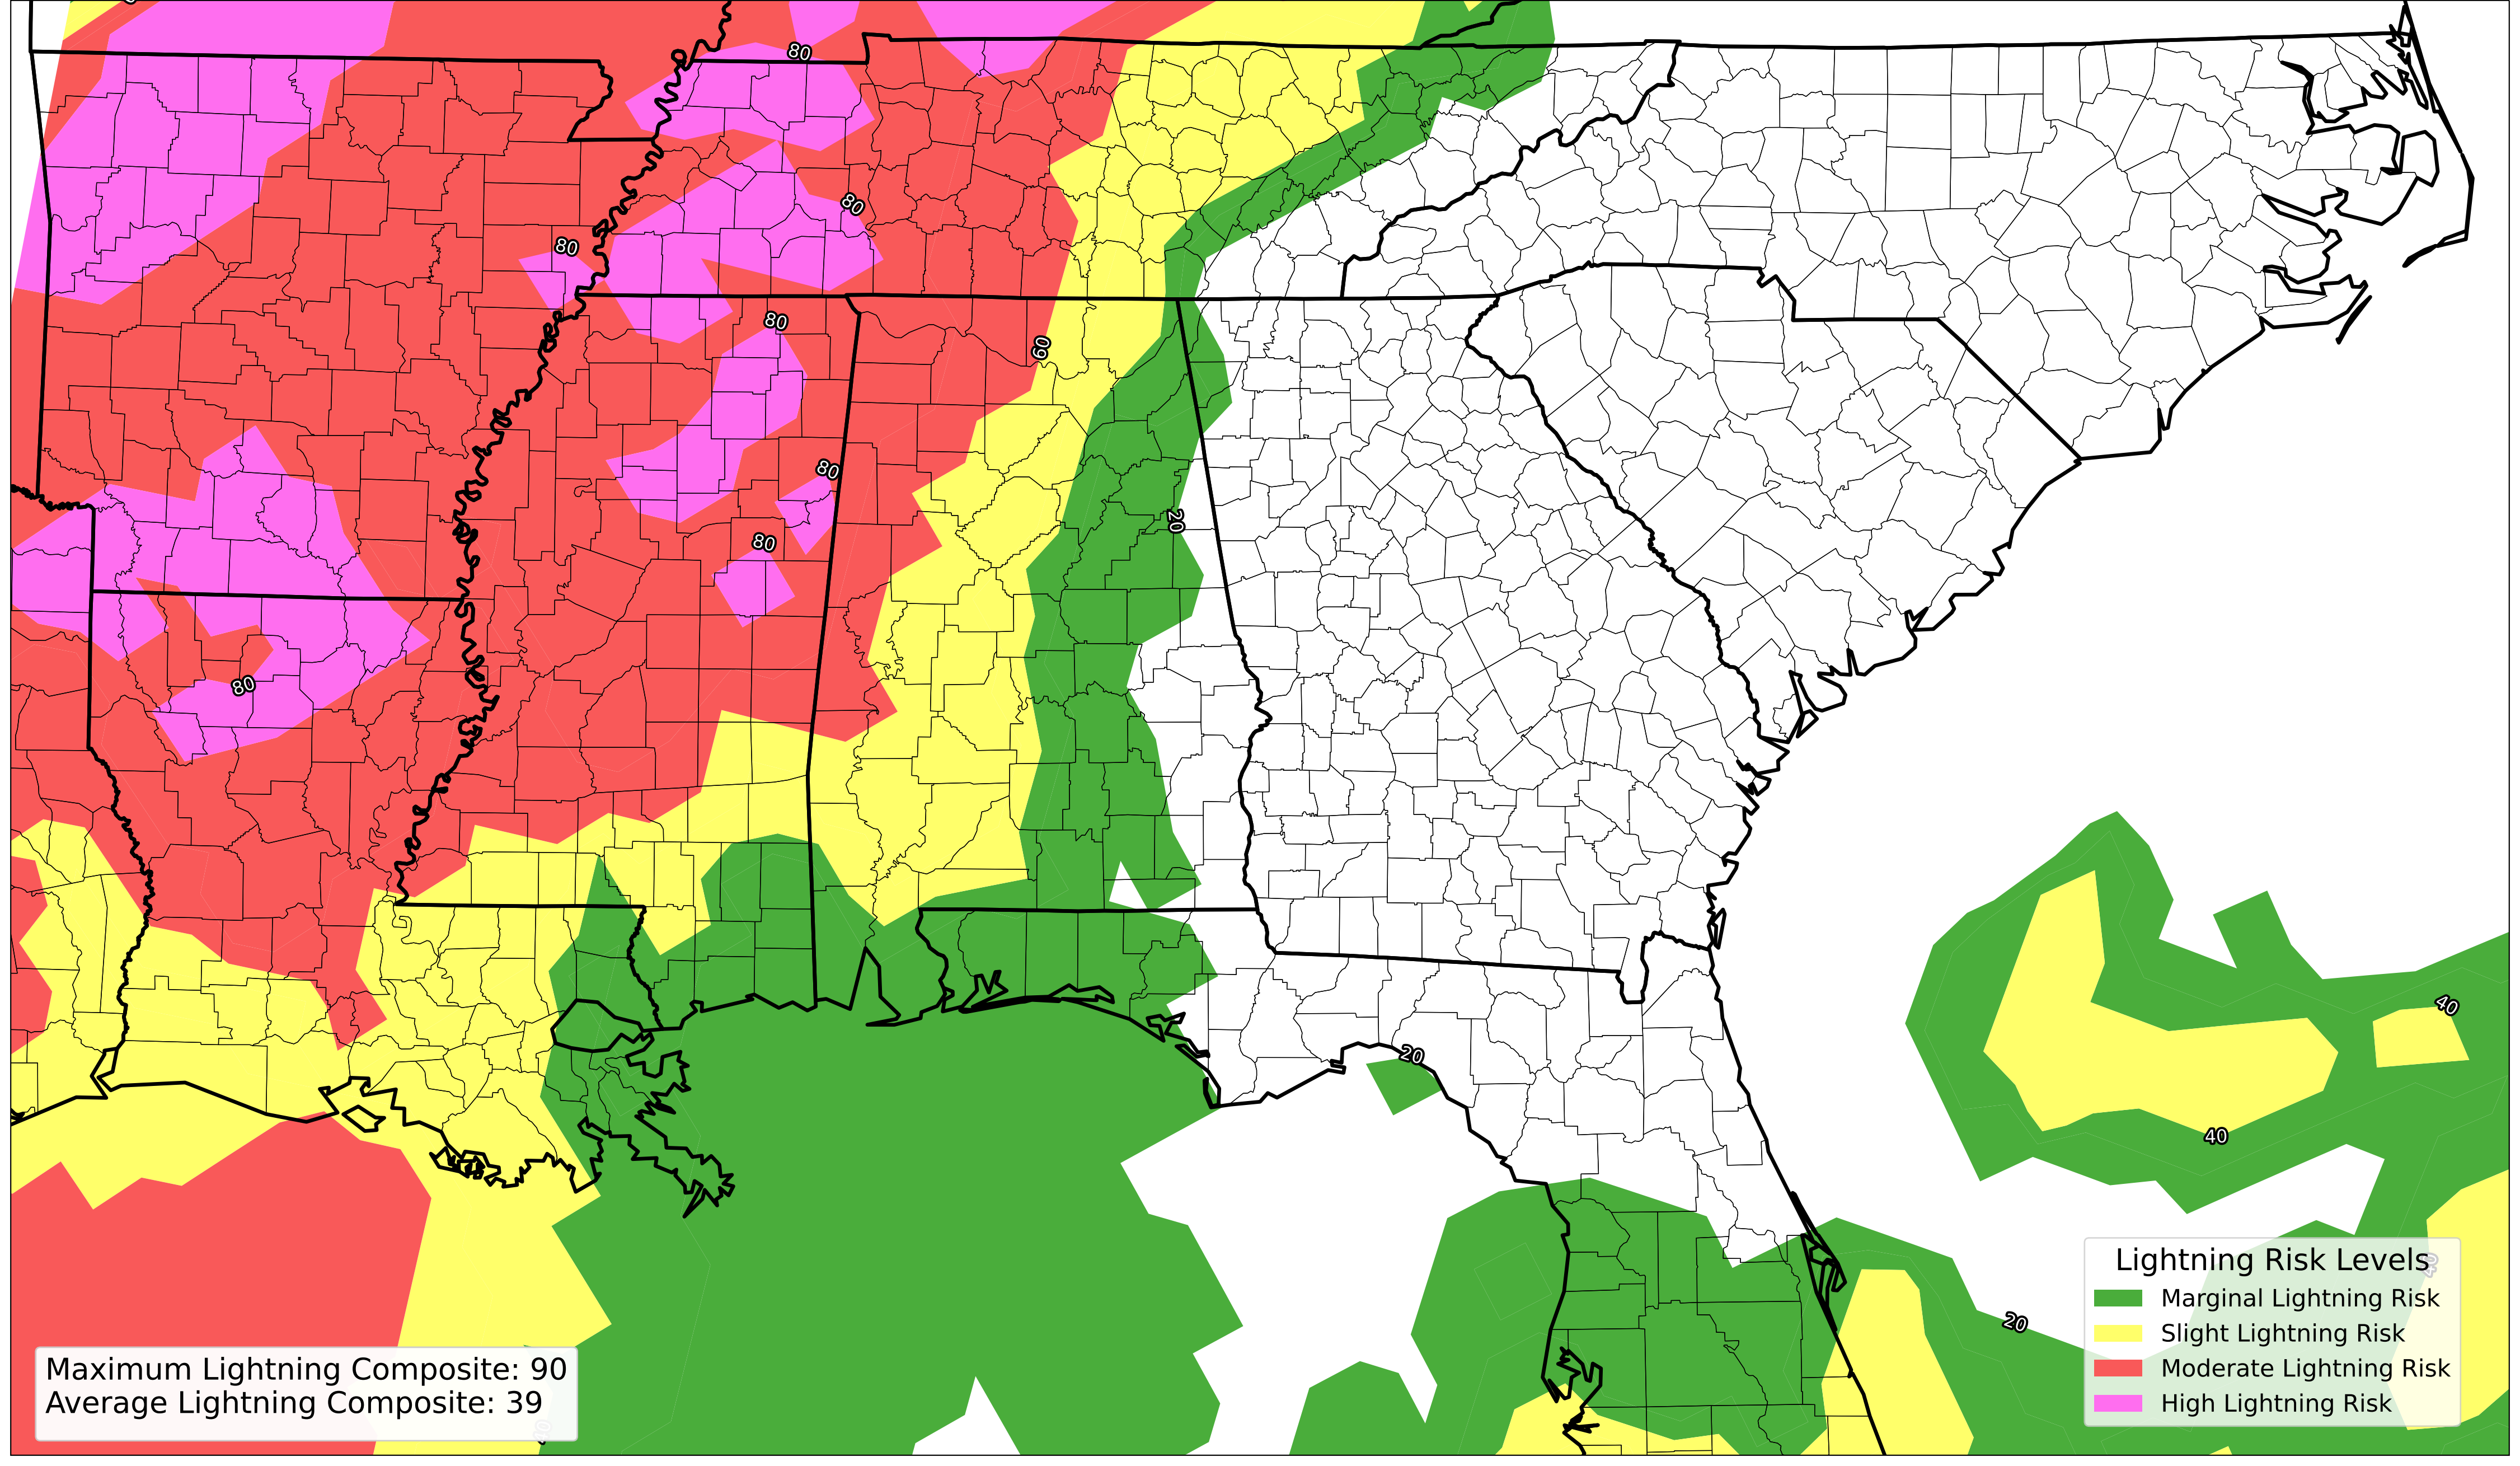 80
80
80
80
60
80
20
80
80
20
40
40
20
Lightning Risk Levels
Marginal Lightning Risk
Slight Lightning Risk
Moderate Lightning Risk
High Lightning Risk
Maximum Lightning Composite: 90
Average Lightning Composite: 39